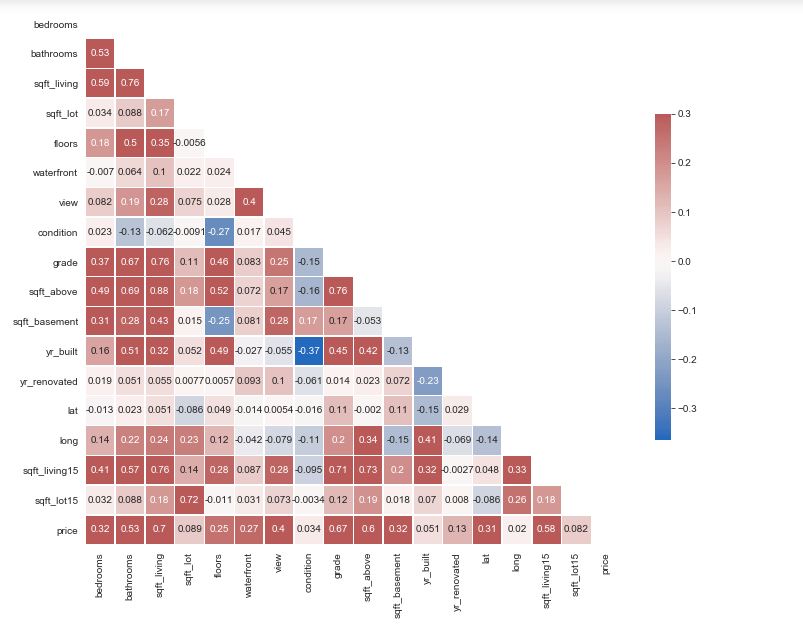 bedrooms
bathrooms 0.53
sqft_living 0.59 0.76
sqft_lot 0.034 0.088 0.17
floors 0.18 0.5 0.35 -0.0056
waterfront -0.007 0.064 0.1 0.022 0.024
view 0.082 0.19 0.28 0.075 0.028 0.4
condition 0.023 -0.13 -0.062 -0.0091 -0.27 0.017 0.045
grade 0.37 0.67 0.76 0.11 0.46 0.083 0.25 -0.15
sqft_above 0.49 0.69 0.88 0.18 0.52 0.072 0.17 -0.16 0.76
sqft_basement 0.31 0.28 0.43 0.015 -0.25 0.081 0.28 0.17 0.17 -0.053
yr_built 0.16 0.51 0.32 0.052 0.49 -0.027 -0.055 -0.37 0.45 0.42 -0.13
yr_renovated 0.019 0.051 0.055 0.0077 0.0057 0.093 0.1 -0.061 0.014 0.023 0.072 -0.23
lat -0.013 0.023 0.051 -0.086 0.049 -0.014 0.0054 -0.016 0.11 -0.002 0.11 -0.15 0.029
long 0.14 0.22 0.24 0.23 0.12 -0.042 -0.079 -0.11 0.2 0.34 -0.15 0.41 -0.069 -0.14
sqft_living15 0.41 0.57 0.76 0.14 0.28 0.087 0.28 -0.095 0.71 0.73 0.2 0.32 -0.0027 0.048 0.33
sqft_lot15 0.032 0.088 0.18 0.72 -0.011 0.031 0.073 -0.0034 0.12 0.19 0.018 0.07 0.008 -0.086 0.26 0.18
price 0.32 0.53 0.7 0.089 0.25 0.27 0.4 0.034 0.67 0.6 0.32 0.051 0.13 0.31 0.02 0.58 0.082
bedrooms bathrooms sqft_living sqft_lot floors waterfront view condition grade sqft_above sqft_basement yr_built yr_renovated lat long sqft_living15 sqft_lot15 price
0.3
0.2
0.1
0.0
−0.1
−0.2
−0.3